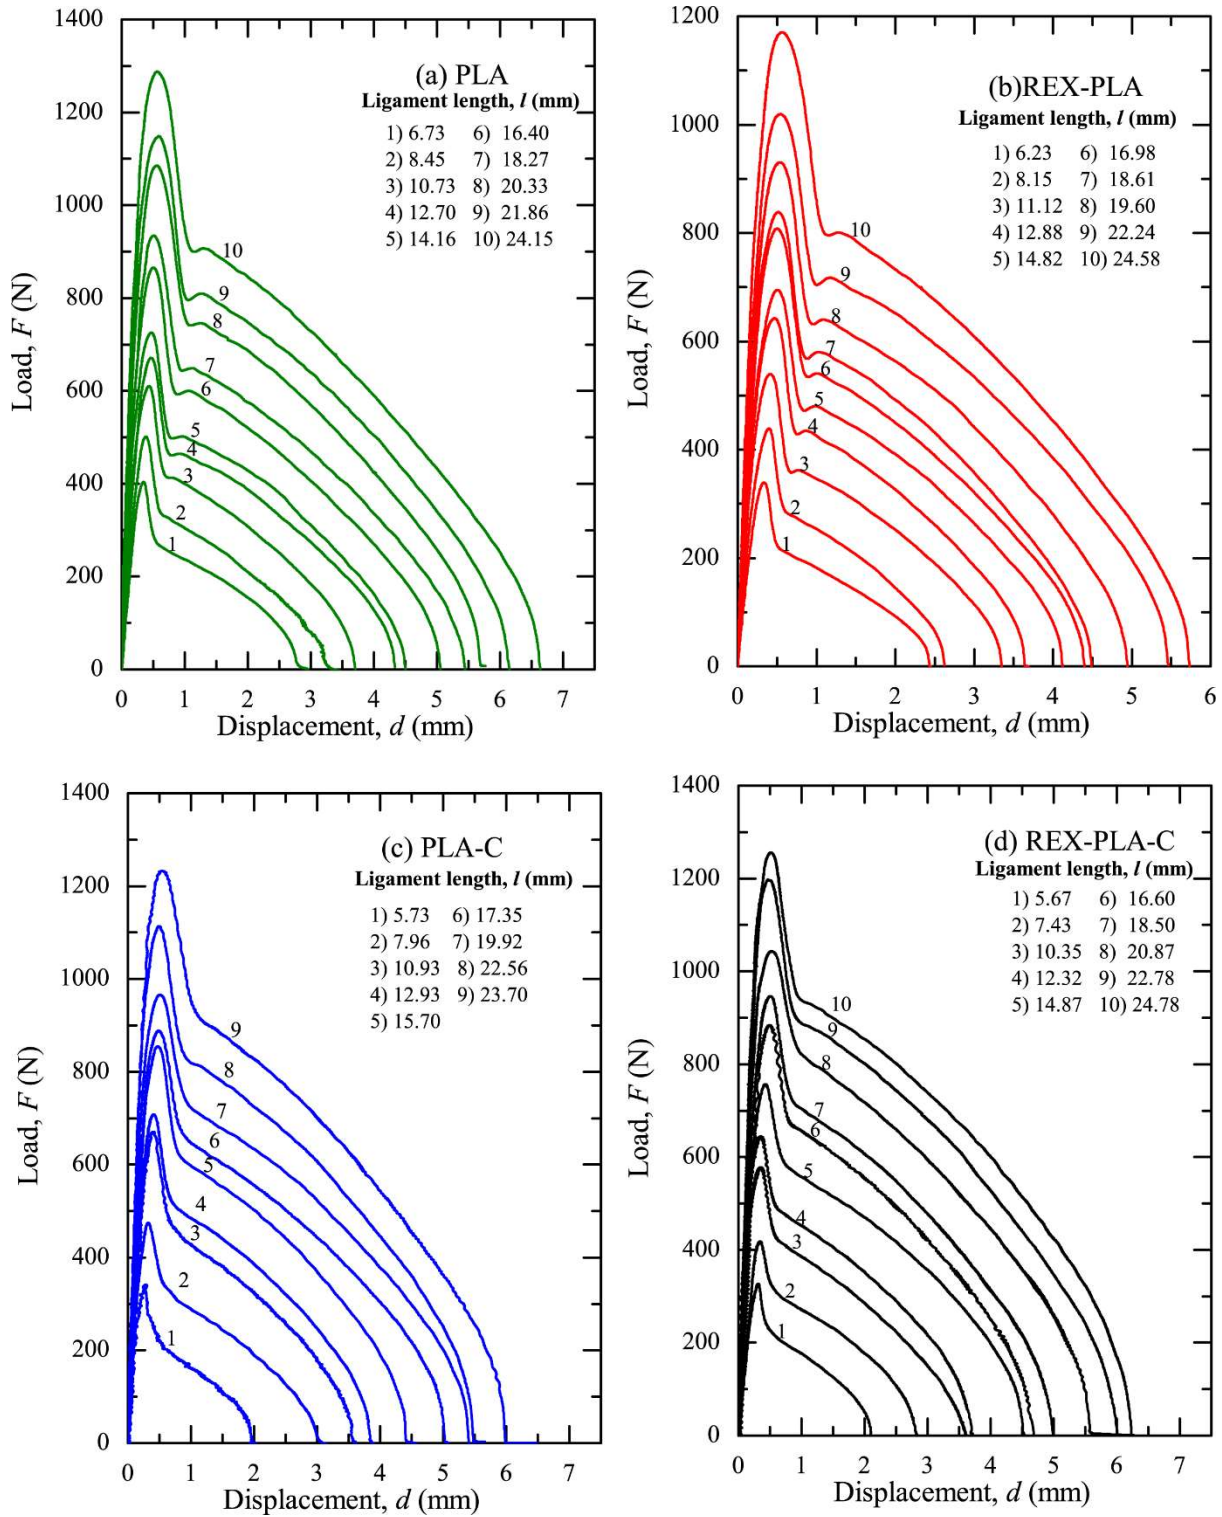 1400
1200
1000
800
600
400
200
0
Load, F (N)
(a) PLA
Ligament length, l (mm)
1) 6.73 6) 16.40
2) 8.45 7) 18.27
3) 10.73 8) 20.33
4) 12.70 9) 21.86
5) 14.16 10) 24.15
10
9
8
7
6
5
4
3
2
1
0 1 2 3 4 5 6 7
Displacement, d (mm)
1200
1000
800
600
400
200
0
Load, F (N)
(b)REX-PLA
Ligament length, l (mm)
1) 6.23 6) 16.98
2) 8.15 7) 18.61
3) 11.12 8) 19.60
4) 12.88 9) 22.24
5) 14.82 10) 24.58
10
9
8
7
6
5
4
3
2
1
0 1 2 3 4 5 6
Displacement, d (mm)
1400
1200
1000
800
600
400
200
0
Load, F (N)
(c) PLA-C
Ligament length, l (mm)
1) 5.73 6) 17.35
2) 7.96 7) 19.92
3) 10.93 8) 22.56
4) 12.93 9) 23.70
5) 15.70
9
8
7
6
5
4
3
2
1
0 1 2 3 4 5 6 7
Displacement, d (mm)
1400
1200
1000
800
600
400
200
0
Load, F (N)
(d) REX-PLA-C
Ligament length, l (mm)
1) 5.67 6) 16.60
2) 7.43 7) 18.50
3) 10.35 8) 20.87
4) 12.32 9) 22.78
5) 14.87 10) 24.78
10
9
8
7
6
5
4
3
2
1
0 1 2 3 4 5 6 7
Displacement, d (mm)